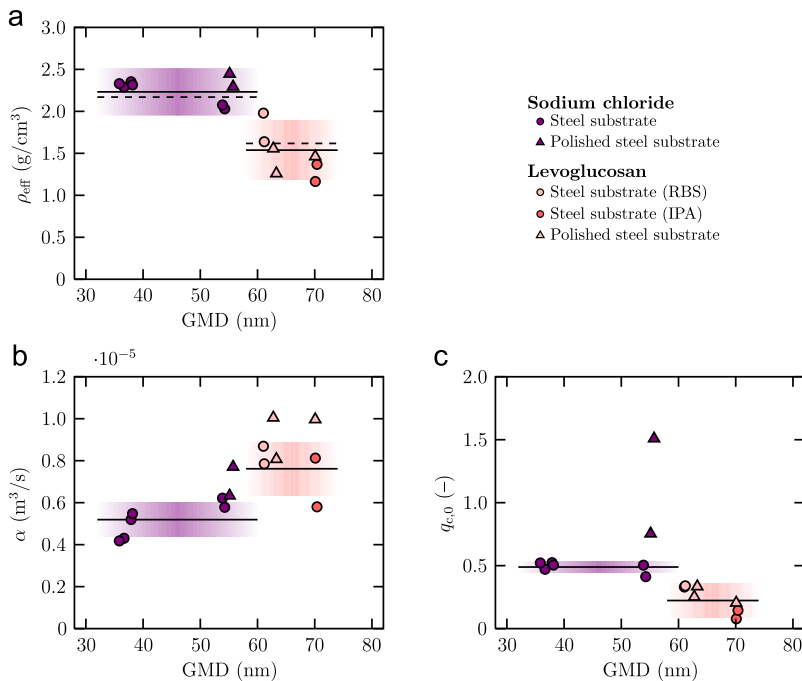 a
3.0
2.5
2.0
1.5
1.0
0.5
0
ρeff (g/cm³)
30 40 50 60 70 80
GMD (nm)
Sodium chloride
Steel substrate
Polished steel substrate
Levoglucosan
Steel substrate (RBS)
Steel substrate (IPA)
Polished steel substrate
b
·10⁻⁵
1.2
1.0
0.8
0.6
0.4
0.2
0
α (m³/s)
30 40 50 60 70 80
GMD (nm)
c
2.0
1.5
1.0
0.5
0
qc,0 (−)
30 40 50 60 70 80
GMD (nm)